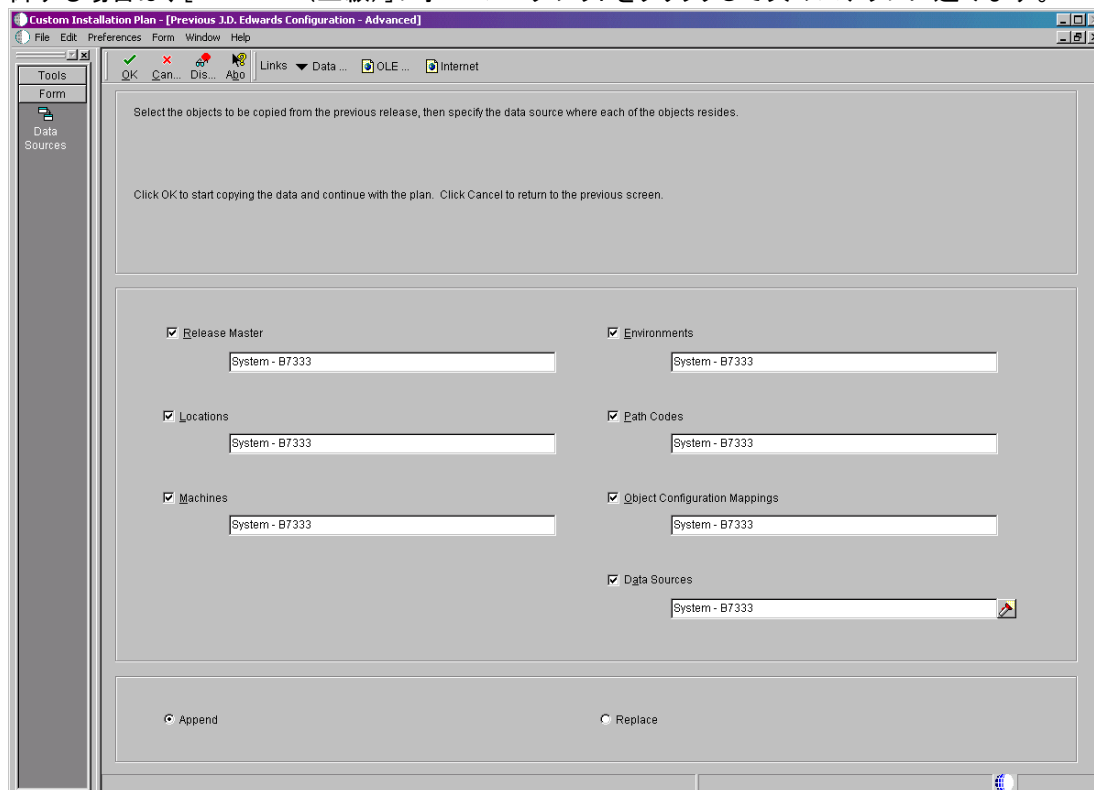 Custom Installation Plan - [Previous J.D. Edwards Configuration - Advanced]
File Edit Preferences Form Window Help
OK Can... Dis... Abo Links Data ... OLE ... Internet
Tools
Form
Data
Sources
Select the objects to be copied from the previous release, then specify the data source where each of the objects resides.
Click OK to start copying the data and continue with the plan. Click Cancel to return to the previous screen.
Release Master
System - B7333
Environments
System - B7333
Locations
System - B7333
Path Codes
System - B7333
Machines
System - B7333
Object Configuration Mappings
System - B7333
Data Sources
System - B7333
Append
Replace